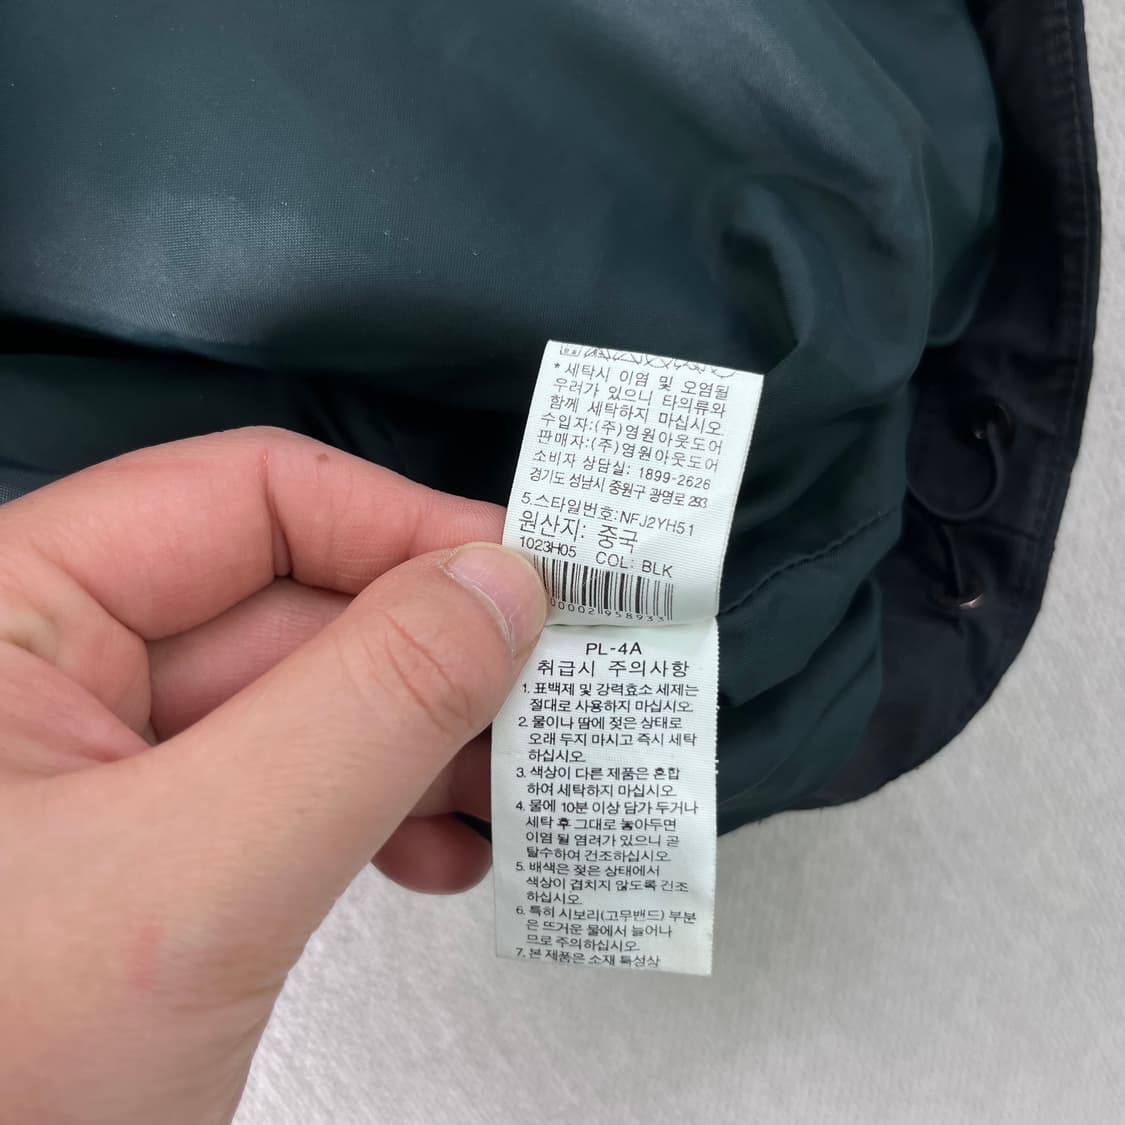 *세탁시 이염 및 오염될
우려가 있으니 타의류와
함께 세탁하지 마십시오
수입자:(주)영원아웃도어
판매자:(주)영원아웃도어
소비자 상담실: 1899-2626
경기도 성남시 중원구 광명로 293
5.스타일번호:NFJ2YH51
원산지: 중국
1023H05 COL: BLK
PL-4A
취급시 주의사항
1. 표백제 및 강력효소 세제는
절대로 사용하지 마십시오.
2. 물이나 땀에 젖은 상태로
오래 두지 마시고 즉시 세탁
하십시오.
3. 색상이 다른 제품은 혼합
하여 세탁하지 마십시오.
4. 물에 10분 이상 담가 두거나
세탁 후 그대로 놓아두면
이염 될 염려가 있으니 곧
탈수하여 건조하십시오.
5. 배색은 젖은 상태에서
색상이 겹치지 않도록 건조
하십시오.
6. 특히 시보리(고무밴드) 부분
은 뜨거운 물에서 늘어나
므로 주의하십시오.
7. 본 제품은 소재 특성상